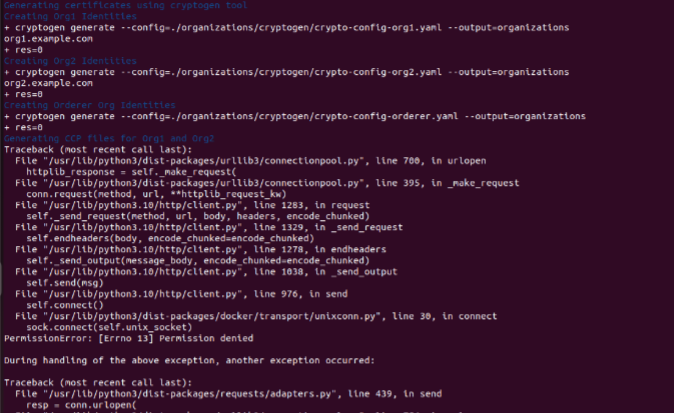 Generating certificates using cryptogen tool
Creating Org1 Identities
+ cryptogen generate --config=./organizations/cryptogen/crypto-config-org1.yaml --output=organizations
org1.example.com
+ res=0
Creating Org2 Identities
+ cryptogen generate --config=./organizations/cryptogen/crypto-config-org2.yaml --output=organizations
org2.example.com
+ res=0
Creating Orderer Org Identities
+ cryptogen generate --config=./organizations/cryptogen/crypto-config-orderer.yaml --output=organizations
+ res=0
Generating CCP files for Org1 and Org2
Traceback (most recent call last):
  File "/usr/lib/python3/dist-packages/urllib3/connectionpool.py", line 700, in urlopen
    httplib_response = self._make_request(
  File "/usr/lib/python3/dist-packages/urllib3/connectionpool.py", line 395, in _make_request
    conn.request(method, url, **httplib_request_kw)
  File "/usr/lib/python3.10/http/client.py", line 1283, in request
    self._send_request(method, url, body, headers, encode_chunked)
  File "/usr/lib/python3.10/http/client.py", line 1329, in _send_request
    self.endheaders(body, encode_chunked=encode_chunked)
  File "/usr/lib/python3.10/http/client.py", line 1278, in endheaders
    self._send_output(message_body, encode_chunked=encode_chunked)
  File "/usr/lib/python3.10/http/client.py", line 1038, in _send_output
    self.send(msg)
  File "/usr/lib/python3.10/http/client.py", line 976, in send
    self.connect()
  File "/usr/lib/python3/dist-packages/docker/transport/unixconn.py", line 30, in connect
    sock.connect(self.unix_socket)
PermissionError: [Errno 13] Permission denied
During handling of the above exception, another exception occurred:
Traceback (most recent call last):
  File "/usr/lib/python3/dist-packages/requests/adapters.py", line 439, in send
    resp = conn.urlopen(